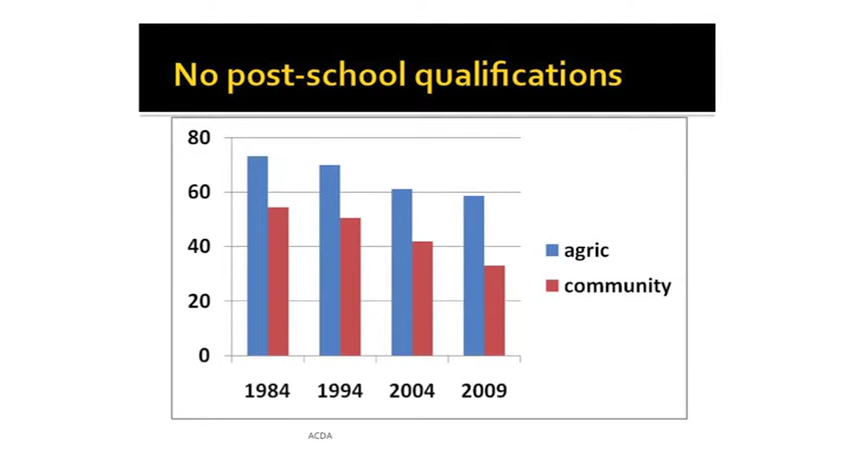 No post-school qualifications
80
60
40
20
0
1984 1994 2004 2009
agric
community
ACDA